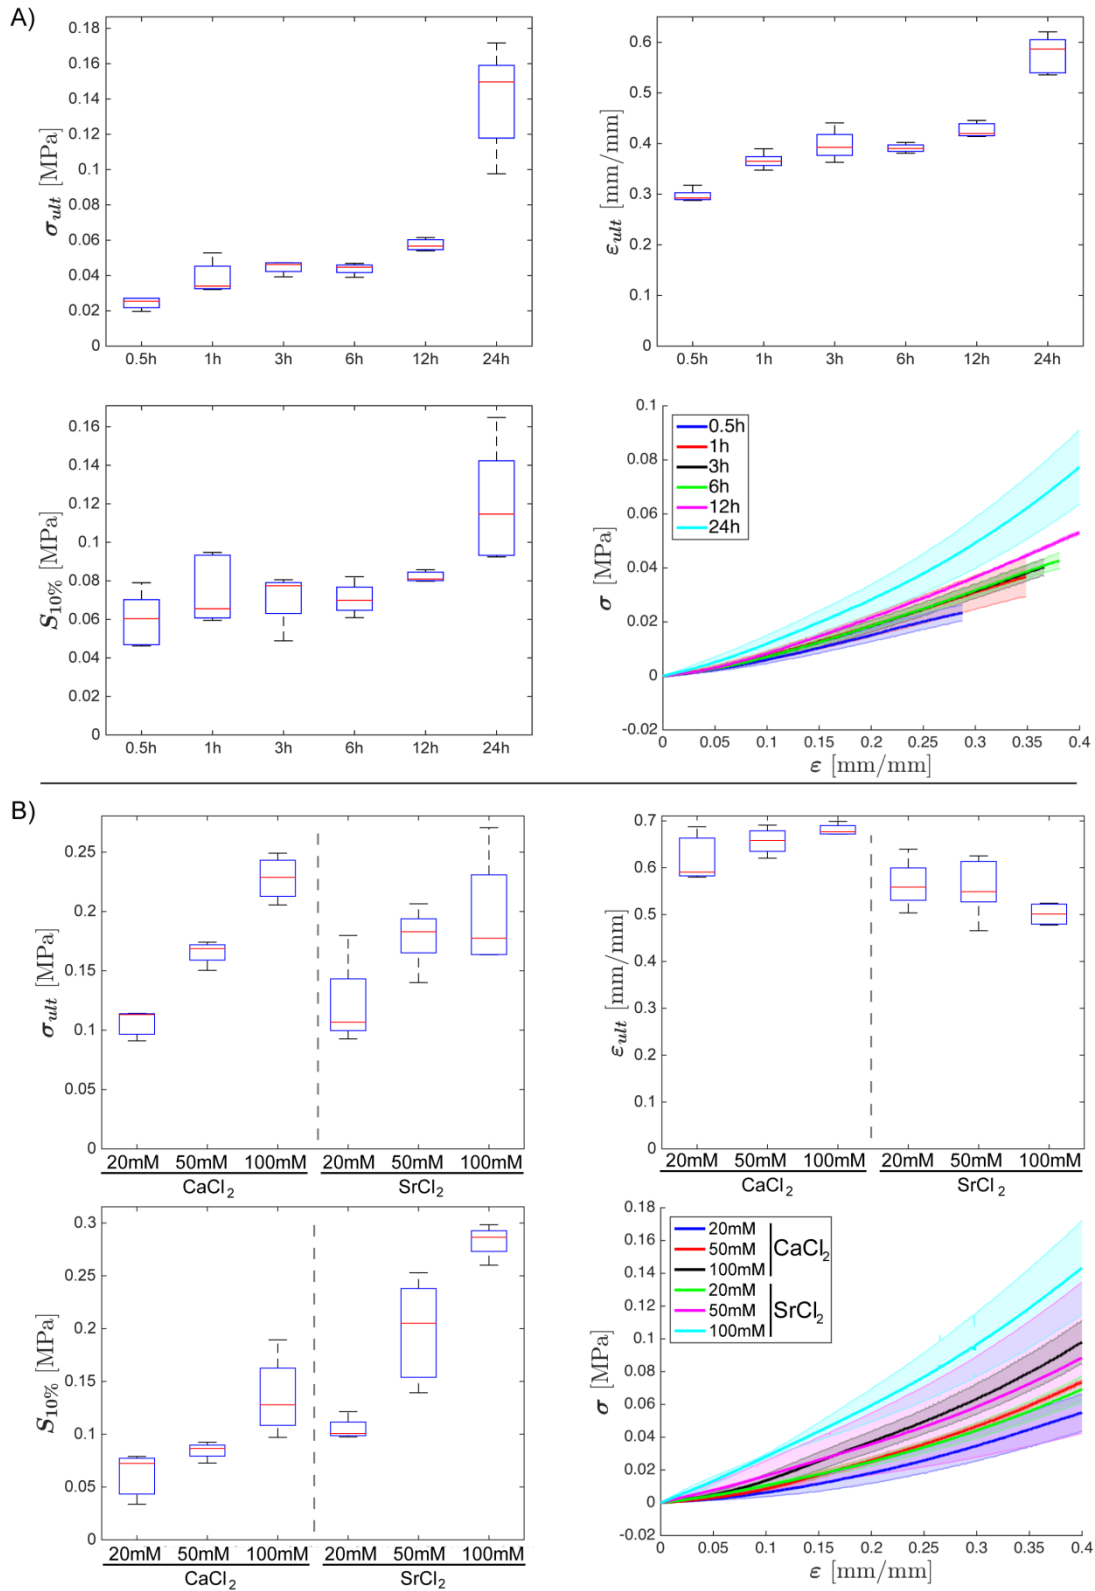 A)
0.18
0.16
0.14
0.12
0.1
0.08
0.06
0.04
0.02
0
σult [MPa]
0.5h 1h 3h 6h 12h 24h
0.6
0.5
0.4
0.3
0.2
0.1
0
εult [mm/mm]
0.5h 1h 3h 6h 12h 24h
0.16
0.14
0.12
0.1
0.08
0.06
0.04
0.02
0
S10% [MPa]
0.5h 1h 3h 6h 12h 24h
0.1
0.08
0.06
0.04
0.02
0
-0.02
σ [MPa]
0.5h
1h
3h
6h
12h
24h
0 0.05 0.1 0.15 0.2 0.25 0.3 0.35 0.4
ε [mm/mm]
B)
0.25
0.2
0.15
0.1
0.05
0
σult [MPa]
20mM 50mM 100mM 20mM 50mM 100mM
CaCl2 SrCl2
0.7
0.6
0.5
0.4
0.3
0.2
0.1
0
εult [mm/mm]
20mM 50mM 100mM 20mM 50mM 100mM
CaCl2 SrCl2
0.3
0.25
0.2
0.15
0.1
0.05
0
S10% [MPa]
20mM 50mM 100mM 20mM 50mM 100mM
CaCl2 SrCl2
0.18
0.16
0.14
0.12
0.1
0.08
0.06
0.04
0.02
0
-0.02
σ [MPa]
20mM
50mM
100mM
CaCl2
20mM
50mM
100mM
SrCl2
0 0.05 0.1 0.15 0.2 0.25 0.3 0.35 0.4
ε [mm/mm]